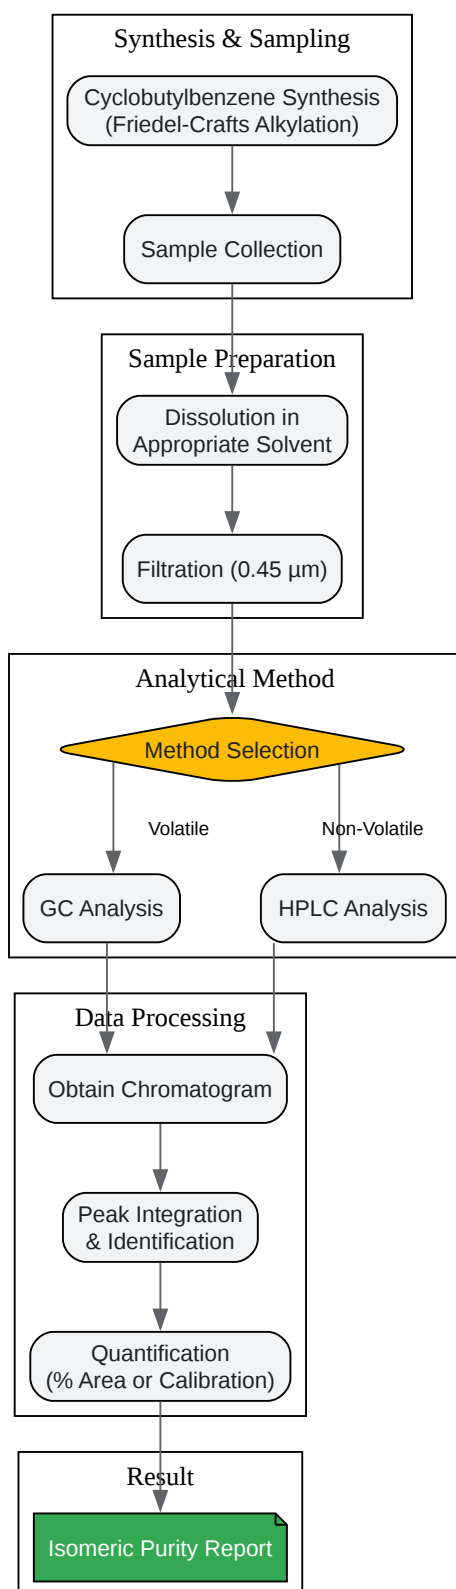 Synthesis & Sampling
Cyclobutylbenzene Synthesis
(Friedel-Crafts Alkylation)
Sample Collection
Sample Preparation
Dissolution in
Appropriate Solvent
Filtration (0.45 µm)
Analytical Method
Method Selection
Volatile
Non-Volatile
GC Analysis
HPLC Analysis
Data Processing
Obtain Chromatogram
Peak Integration
& Identification
Quantification
(% Area or Calibration)
Result
Isomeric Purity Report